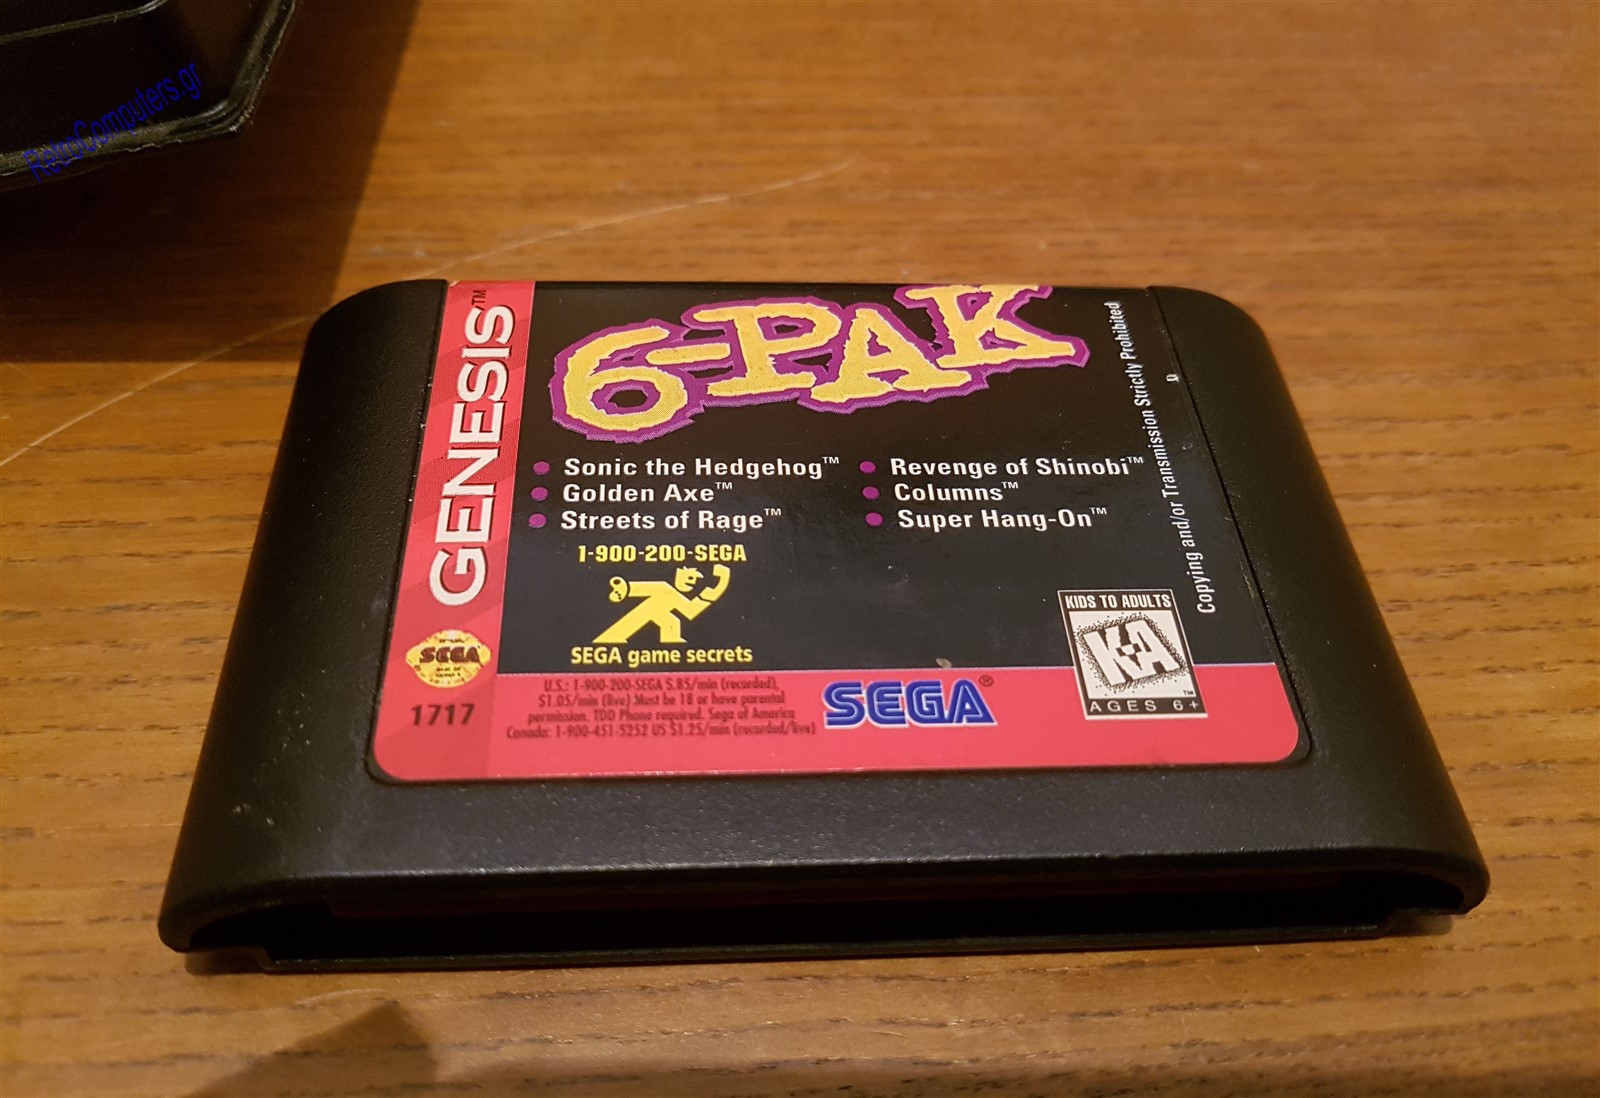 RetroComputers.gr
GENESIS™
6-PAK
• Sonic the Hedgehog™
• Golden Axe™
• Streets of Rage™
• Revenge of Shinobi™
• Columns™
• Super Hang-On™
1-900-200-SEGA
SEGA game secrets
Copying and/or Transmission Strictly Prohibited
KIDS TO ADULTS
K-A
™
AGES 6+
SEGA
1717
U.S.: 1-900-200-SEGA $.85/min (recorded),
$1.05/min (live) Must be 18 or have parental
permission. TDD Phone required. Sega of America
Canada: 1-900-451-5252 US $1.25/min (recorded/live)
SEGA®